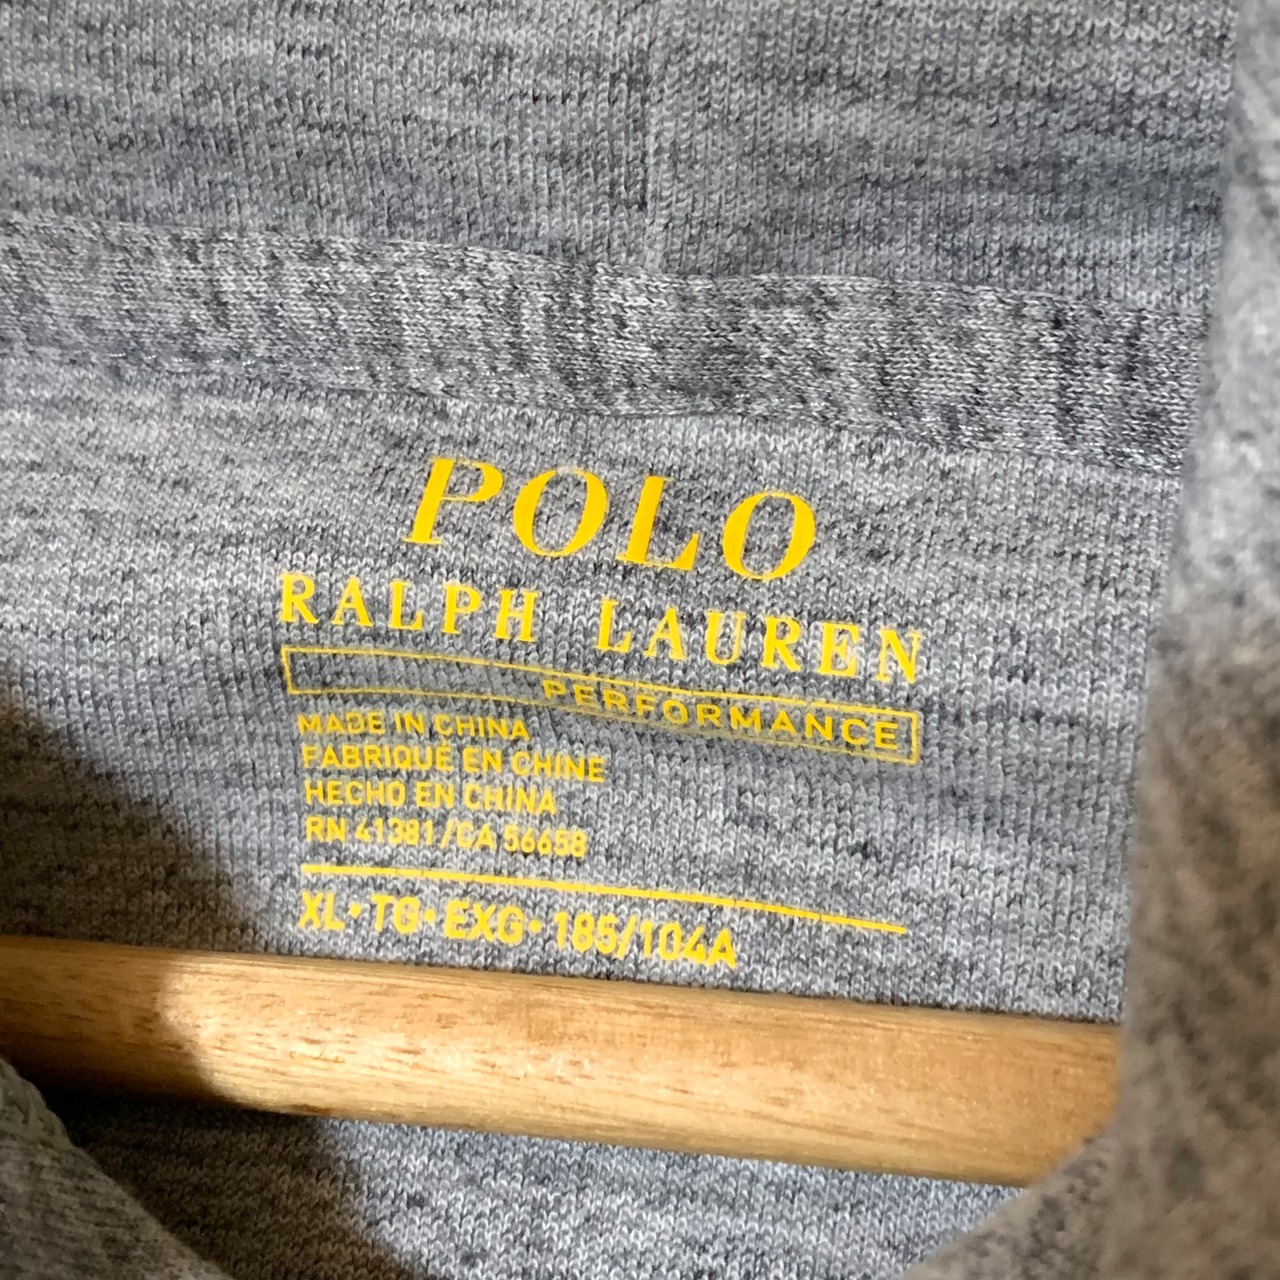 POLO
RALPH LAUREN
PERFORMANCE
MADE IN CHINA
FABRIQUÉ EN CHINE
HECHO EN CHINA
RN 41381/CA 56658
XL•TG•EXG•185/104A